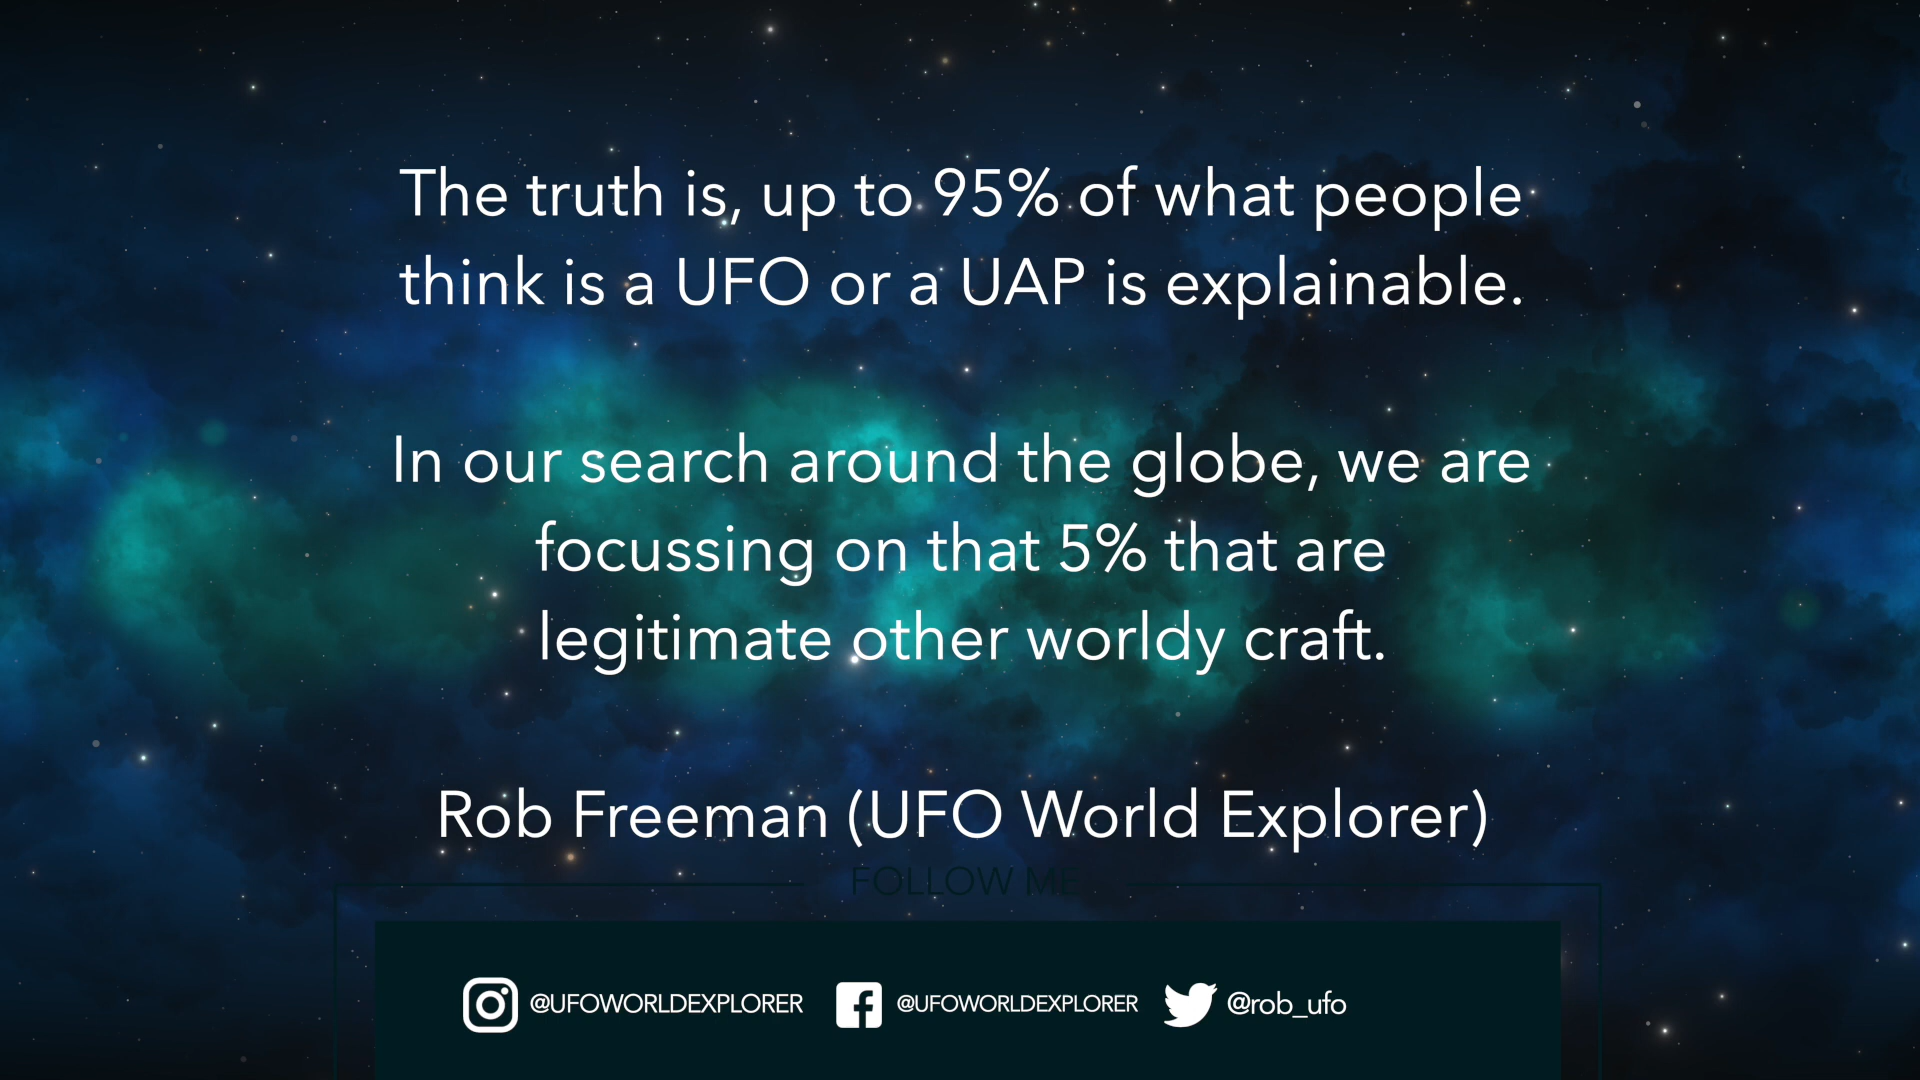 The truth is, up to 95% of what people
think is a UFO or a UAP is explainable.
In our search around the globe, we are
focussing on that 5% that are
legitimate other worldy craft.
Rob Freeman (UFO World Explorer)
FOLLOW ME
@UFOWORLDEXPLORER @UFOWORLDEXPLORER @rob_ufo